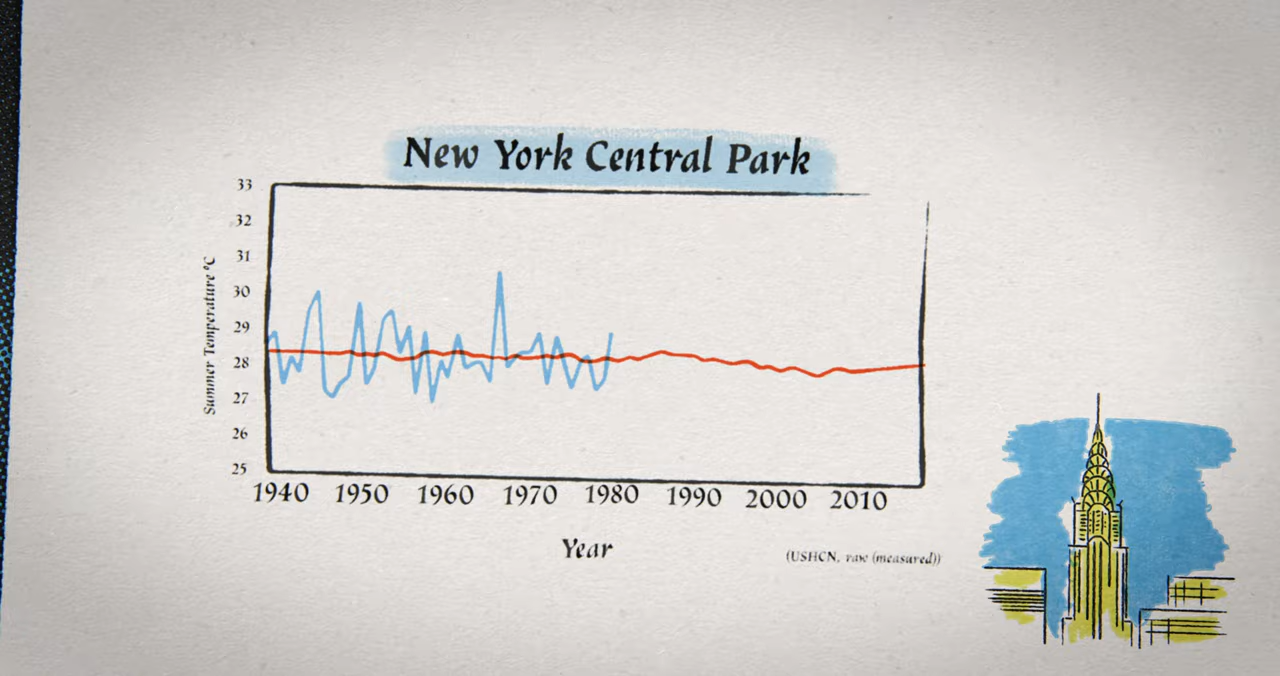 New York Central Park
33
32
31
30
29
28
27
26
25
Summer Temperature °C
1940 1950 1960 1970 1980 1990 2000 2010
Year
(USHCN, raw (measured))